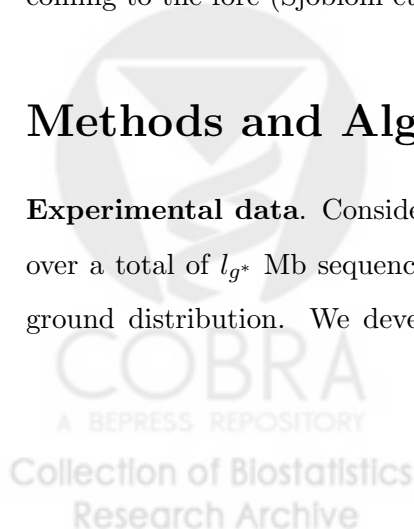 coming to the fore (Sjöblom et
Methods and Alg
Experimental data. Conside
over a total of l_{g*} Mb sequenc
ground distribution. We deve
COBRA
A BEPRESS REPOSITORY
Collection of Biostatistics
Research Archive